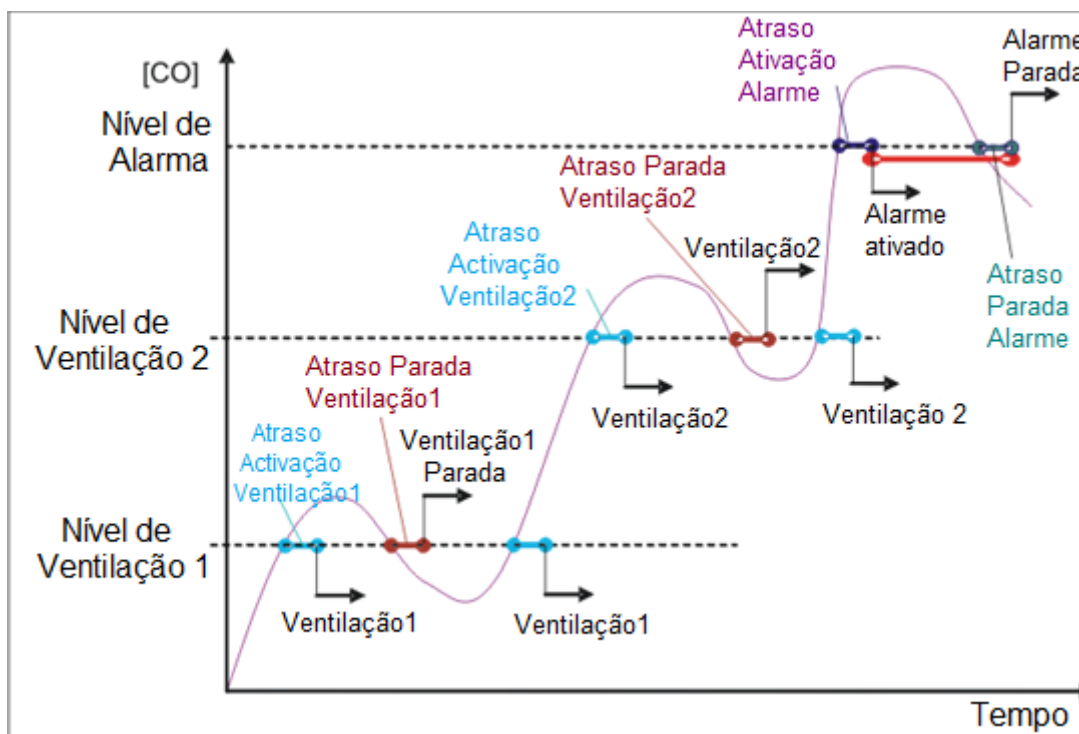 [CO]
Nível de
Alarma
Atraso
Ativação
Alarme
Alarme
Parada
Atraso Parada
Ventilação2
Alarme
ativado
Atraso
Activação
Ventilação2
Ventilação2
Atraso
Parada
Alarme
Nível de
Ventilação 2
Atraso Parada
Ventilação1
Ventilação2
Ventilação 2
Atraso
Activação
Ventilação1
Ventilação1
Parada
Nível de
Ventilação 1
Ventilação1
Ventilação1
Tempo